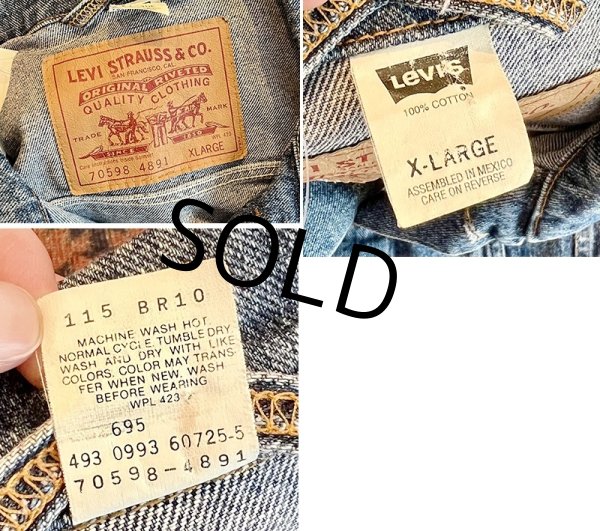 LEVI STRAUSS & CO.
SAN FRANCISCO, CAL.
ORIGINAL RIVETED
QUALITY CLOTHING
TRADE MARK
XLARGE
70598 4891
Levi's
100% COTTON
X-LARGE
ASSEMBLED IN MEXICO
CARE ON REVERSE
SOLD
115 BR10
MACHINE WASH HOT
NORMAL CYCLE, TUMBLE DRY
WASH AND DRY WITH LIKE
COLORS, COLOR MAY TRANS-
FER WHEN NEW. WASH
BEFORE WEARING
WPL 423
695
493 0993 60725-5
70598-4891